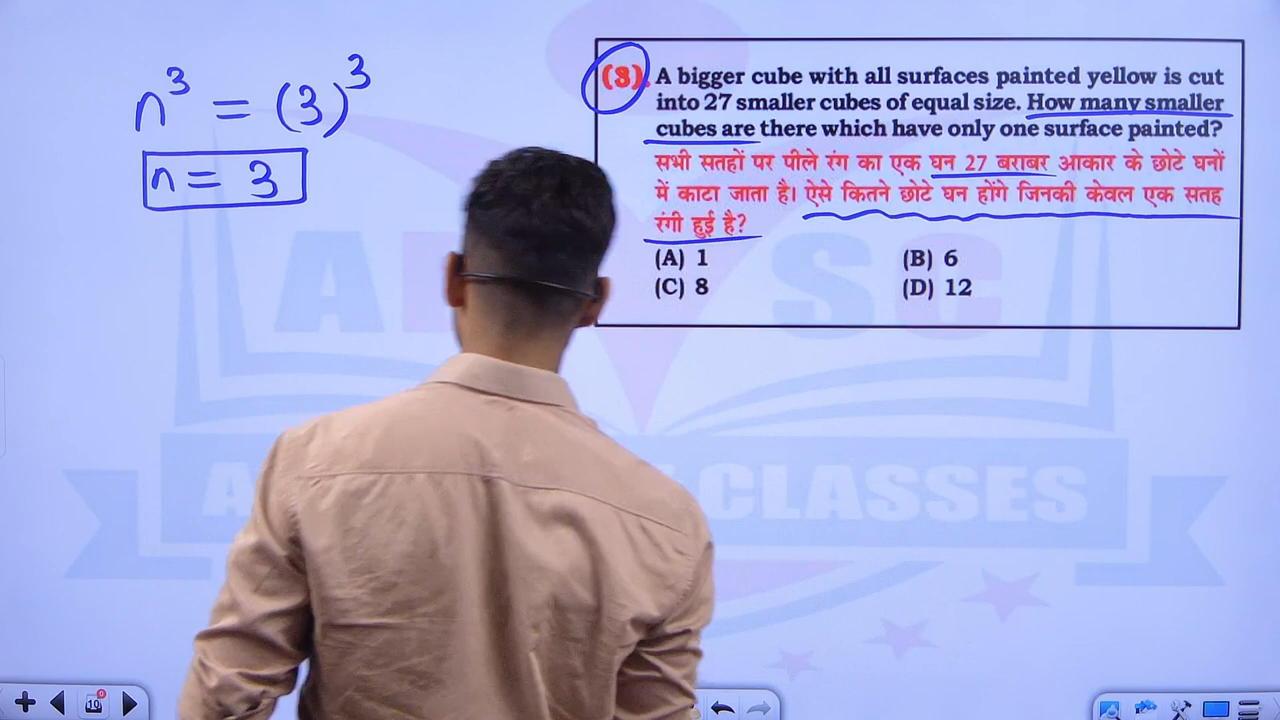 n³ = (3)³
n = 3
(8). A bigger cube with all surfaces painted yellow is cut
into 27 smaller cubes of equal size. How many smaller
cubes are there which have only one surface painted?
सभी सतहों पर पीले रंग का एक घन 27 बराबर आकार के छोटे घनों
में काटा जाता है। ऐसे कितने छोटे घन होंगे जिनकी केवल एक सतह
रंगी हुई है?
(A) 1 (B) 6
(C) 8 (D) 12
CLASSES
10